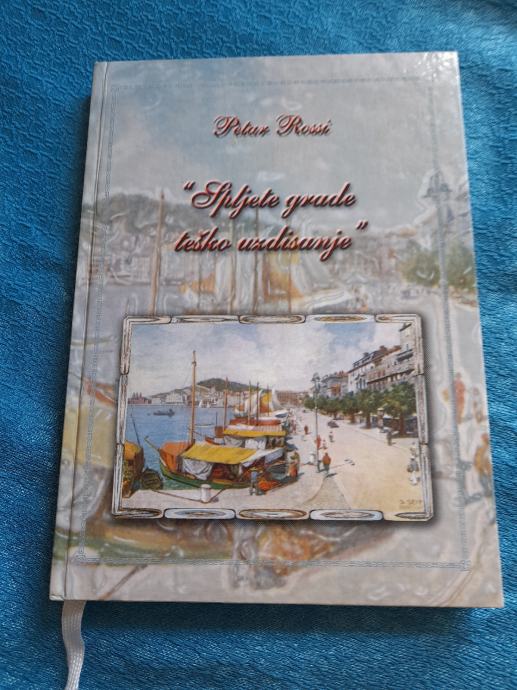 Petar Rossi
"Spljete grade
teško uzdisanje"